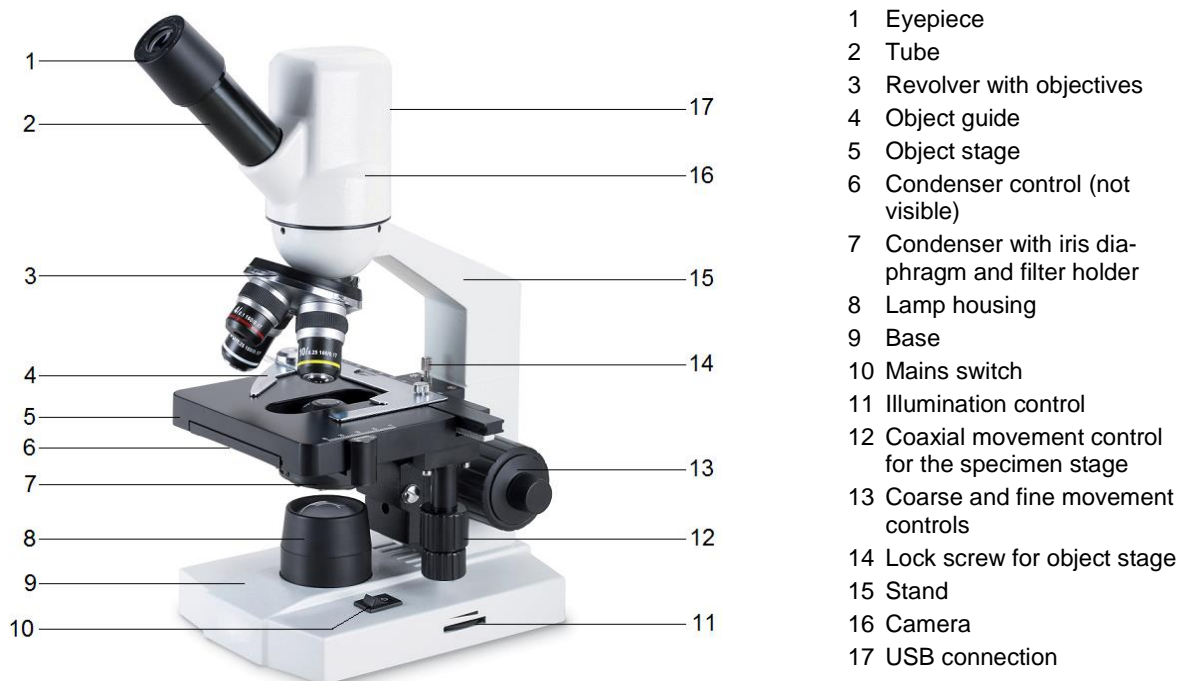 1 Eyepiece
2 Tube
3 Revolver with objectives
4 Object guide
5 Object stage
6 Condenser control (not
visible)
7 Condenser with iris dia-
phragm and filter holder
8 Lamp housing
9 Base
10 Mains switch
11 Illumination control
12 Coaxial movement control
for the specimen stage
13 Coarse and fine movement
controls
14 Lock screw for object stage
15 Stand
16 Camera
17 USB connection
1
2
3
4
5
6
7
8
9
10
17
16
15
14
13
12
11